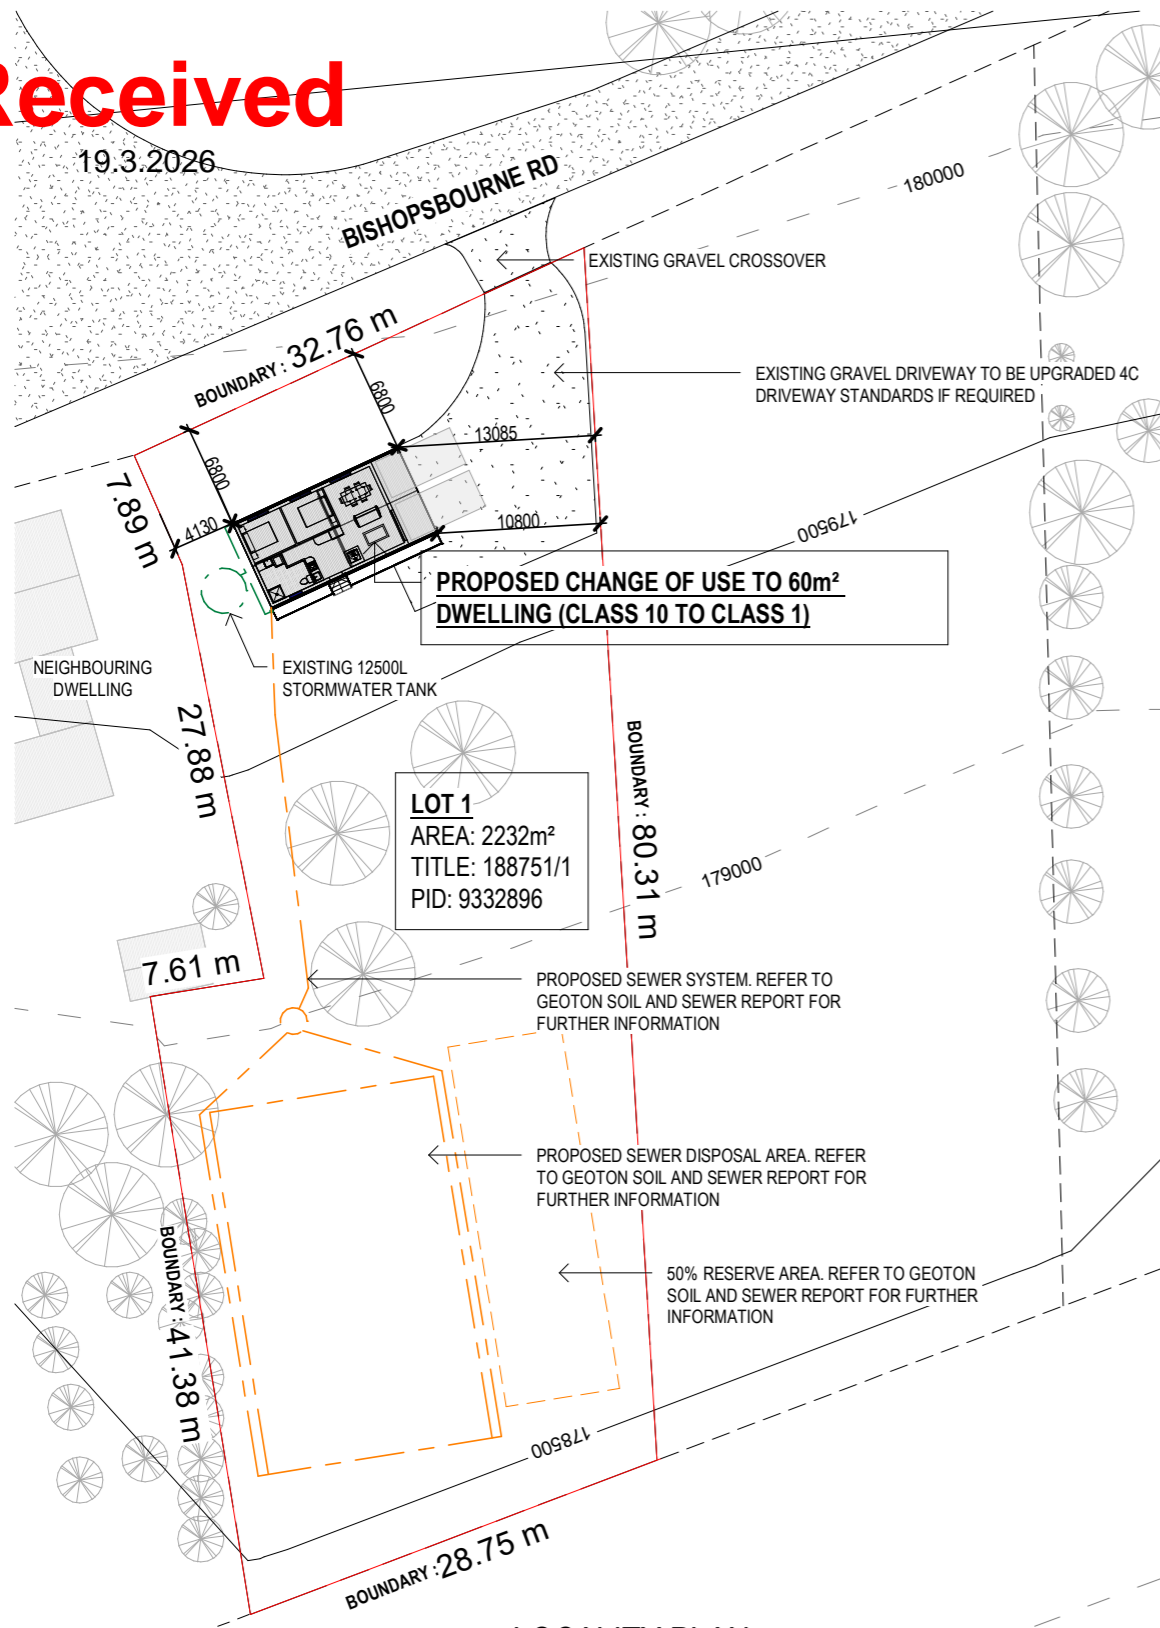 Received
19.3.2026
BISHOPSBOURNE RD
180000
EXISTING GRAVEL CROSSOVER
BOUNDARY : 32.76 m
EXISTING GRAVEL DRIVEWAY TO BE UPGRADED 4C
DRIVEWAY STANDARDS IF REQUIRED
6800
13085
6800
7.89 m
4130
10800
179500
PROPOSED CHANGE OF USE TO 60m²
DWELLING (CLASS 10 TO CLASS 1)
NEIGHBOURING
DWELLING
EXISTING 12500L
STORMWATER TANK
27.88 m
BOUNDARY : 80.31 m
LOT 1
AREA: 2232m²
TITLE: 188751/1
PID: 9332896
179000
7.61 m
PROPOSED SEWER SYSTEM. REFER TO
GEOTON SOIL AND SEWER REPORT FOR
FURTHER INFORMATION
PROPOSED SEWER DISPOSAL AREA. REFER
TO GEOTON SOIL AND SEWER REPORT FOR
FURTHER INFORMATION
BOUNDARY : 41.38 m
50% RESERVE AREA. REFER TO GEOTON
SOIL AND SEWER REPORT FOR FURTHER
INFORMATION
178500
BOUNDARY : 28.75 m